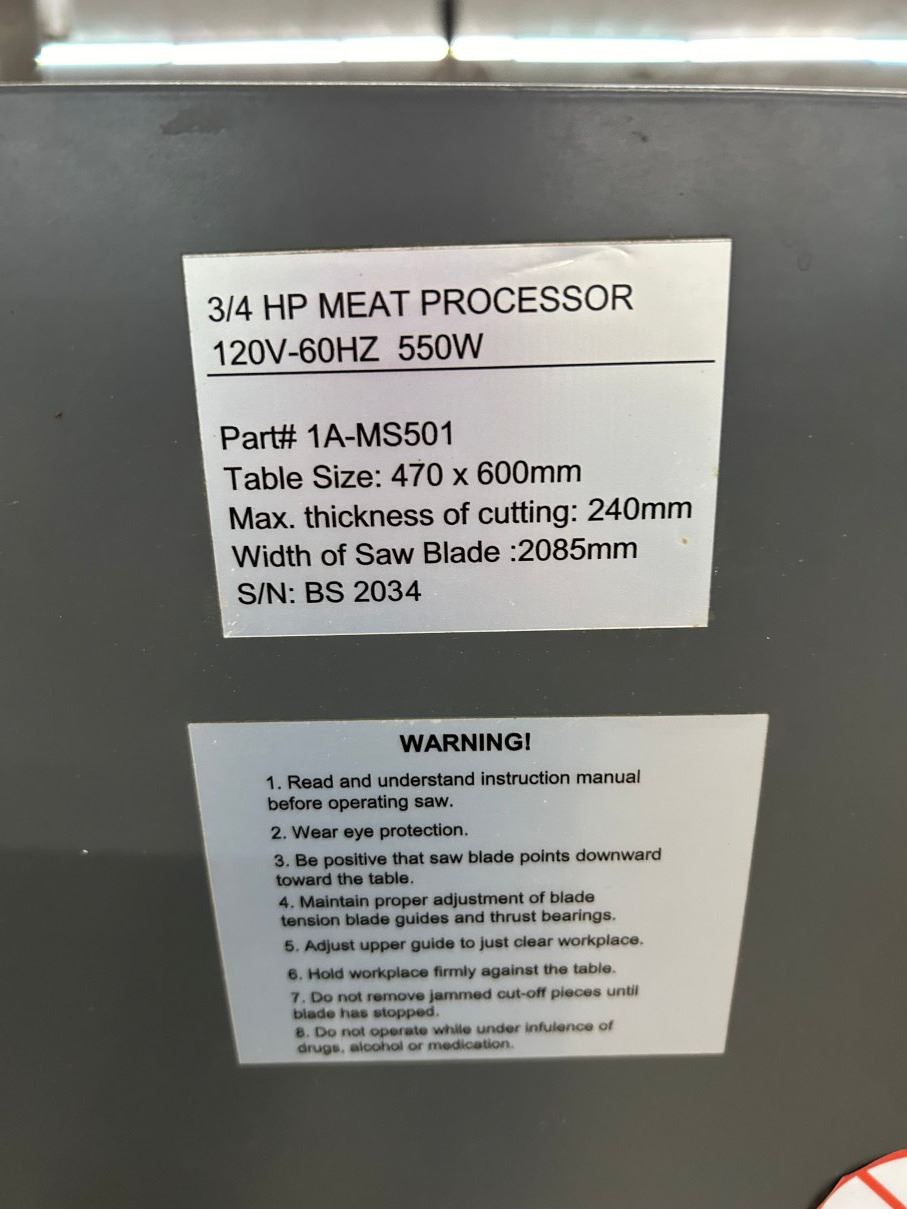 3/4 HP MEAT PROCESSOR
120V-60HZ 550W
Part# 1A-MS501
Table Size: 470 x 600mm
Max. thickness of cutting: 240mm
Width of Saw Blade :2085mm
S/N: BS 2034
WARNING!
1. Read and understand instruction manual
before operating saw.
2. Wear eye protection.
3. Be positive that saw blade points downward
toward the table.
4. Maintain proper adjustment of blade
tension blade guides and thrust bearings.
5. Adjust upper guide to just clear workplace.
6. Hold workplace firmly against the table.
7. Do not remove jammed cut-off pieces until
blade has stopped.
8. Do not operate while under infulence of
drugs, alcohol or medication.